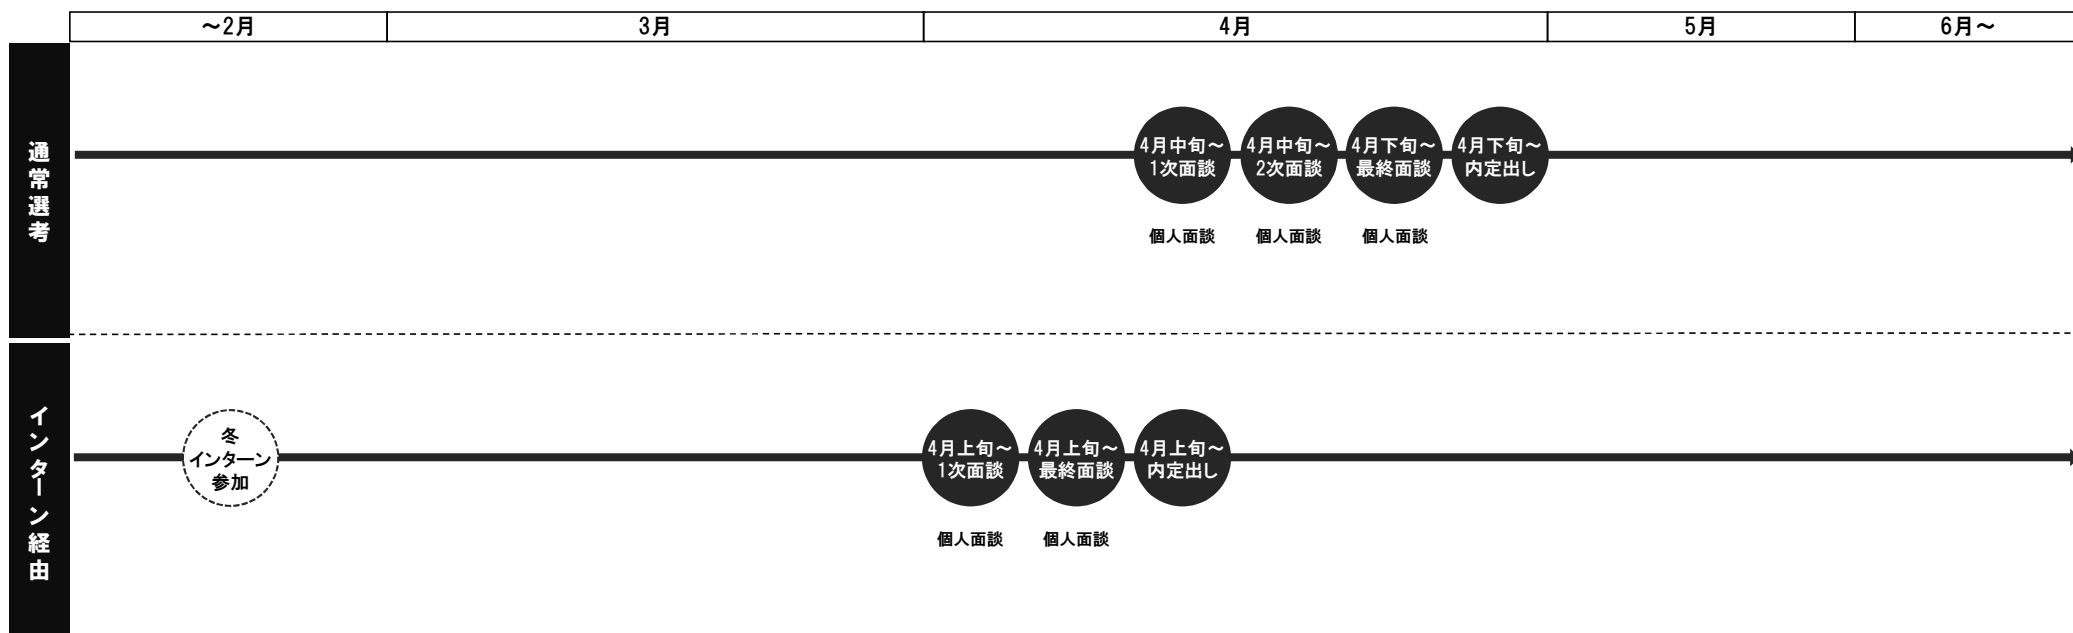 ～2月
3月
4月
5月
6月～
通常選考
4月中旬～
1次面談
4月中旬～
2次面談
4月下旬～
最終面談
4月下旬～
内定出し
個人面談
個人面談
個人面談
インターン経由
冬
インターン
参加
4月上旬～
1次面談
4月上旬～
最終面談
4月上旬～
内定出し
個人面談
個人面談